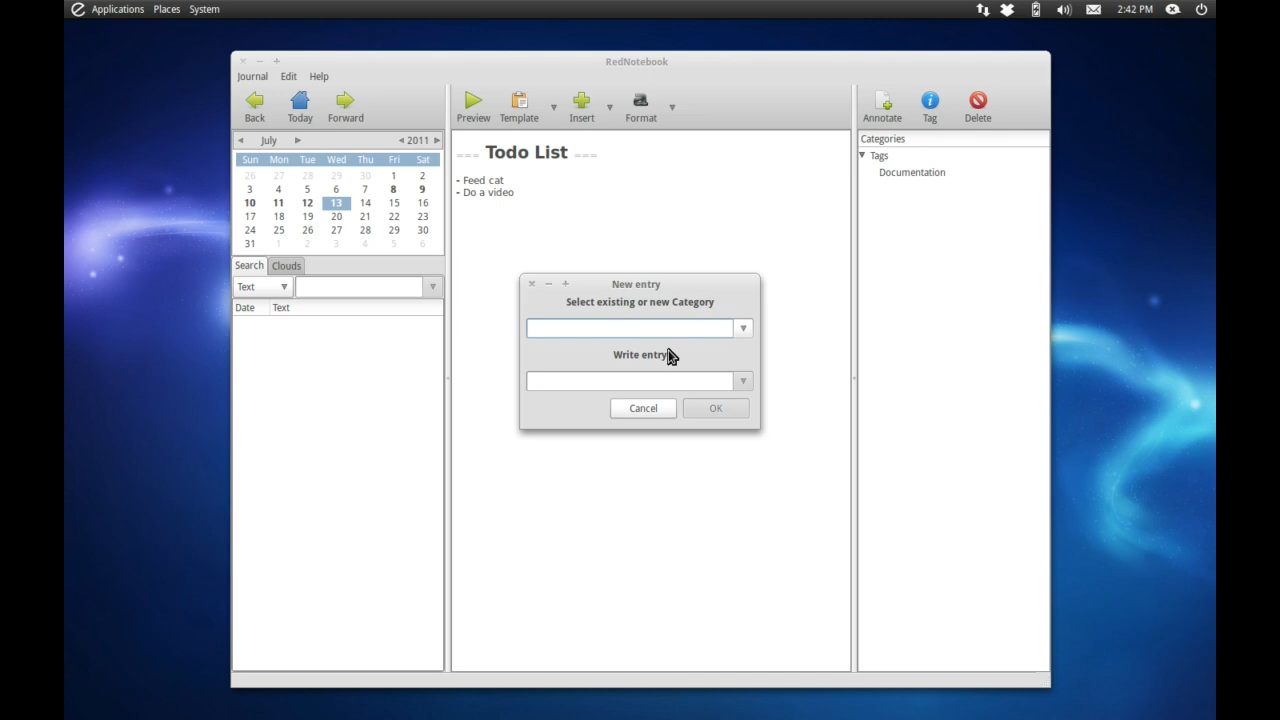 Applications Places System 2:42 PM
RedNotebook
Journal Edit Help
Back Today Forward Preview Template Insert Format Annotate Tag Delete
July 2011
Sun Mon Tue Wed Thu Fri Sat
26 27 28 29 30 1 2
3 4 5 6 7 8 9
10 11 12 13 14 15 16
17 18 19 20 21 22 23
24 25 26 27 28 29 30
31 1 2 3 4 5 6
Search Clouds
Text
Date Text
=== Todo List ===
- Feed cat
- Do a video
New entry
Select existing or new Category
Write entry
Cancel OK
Categories
Tags
Documentation